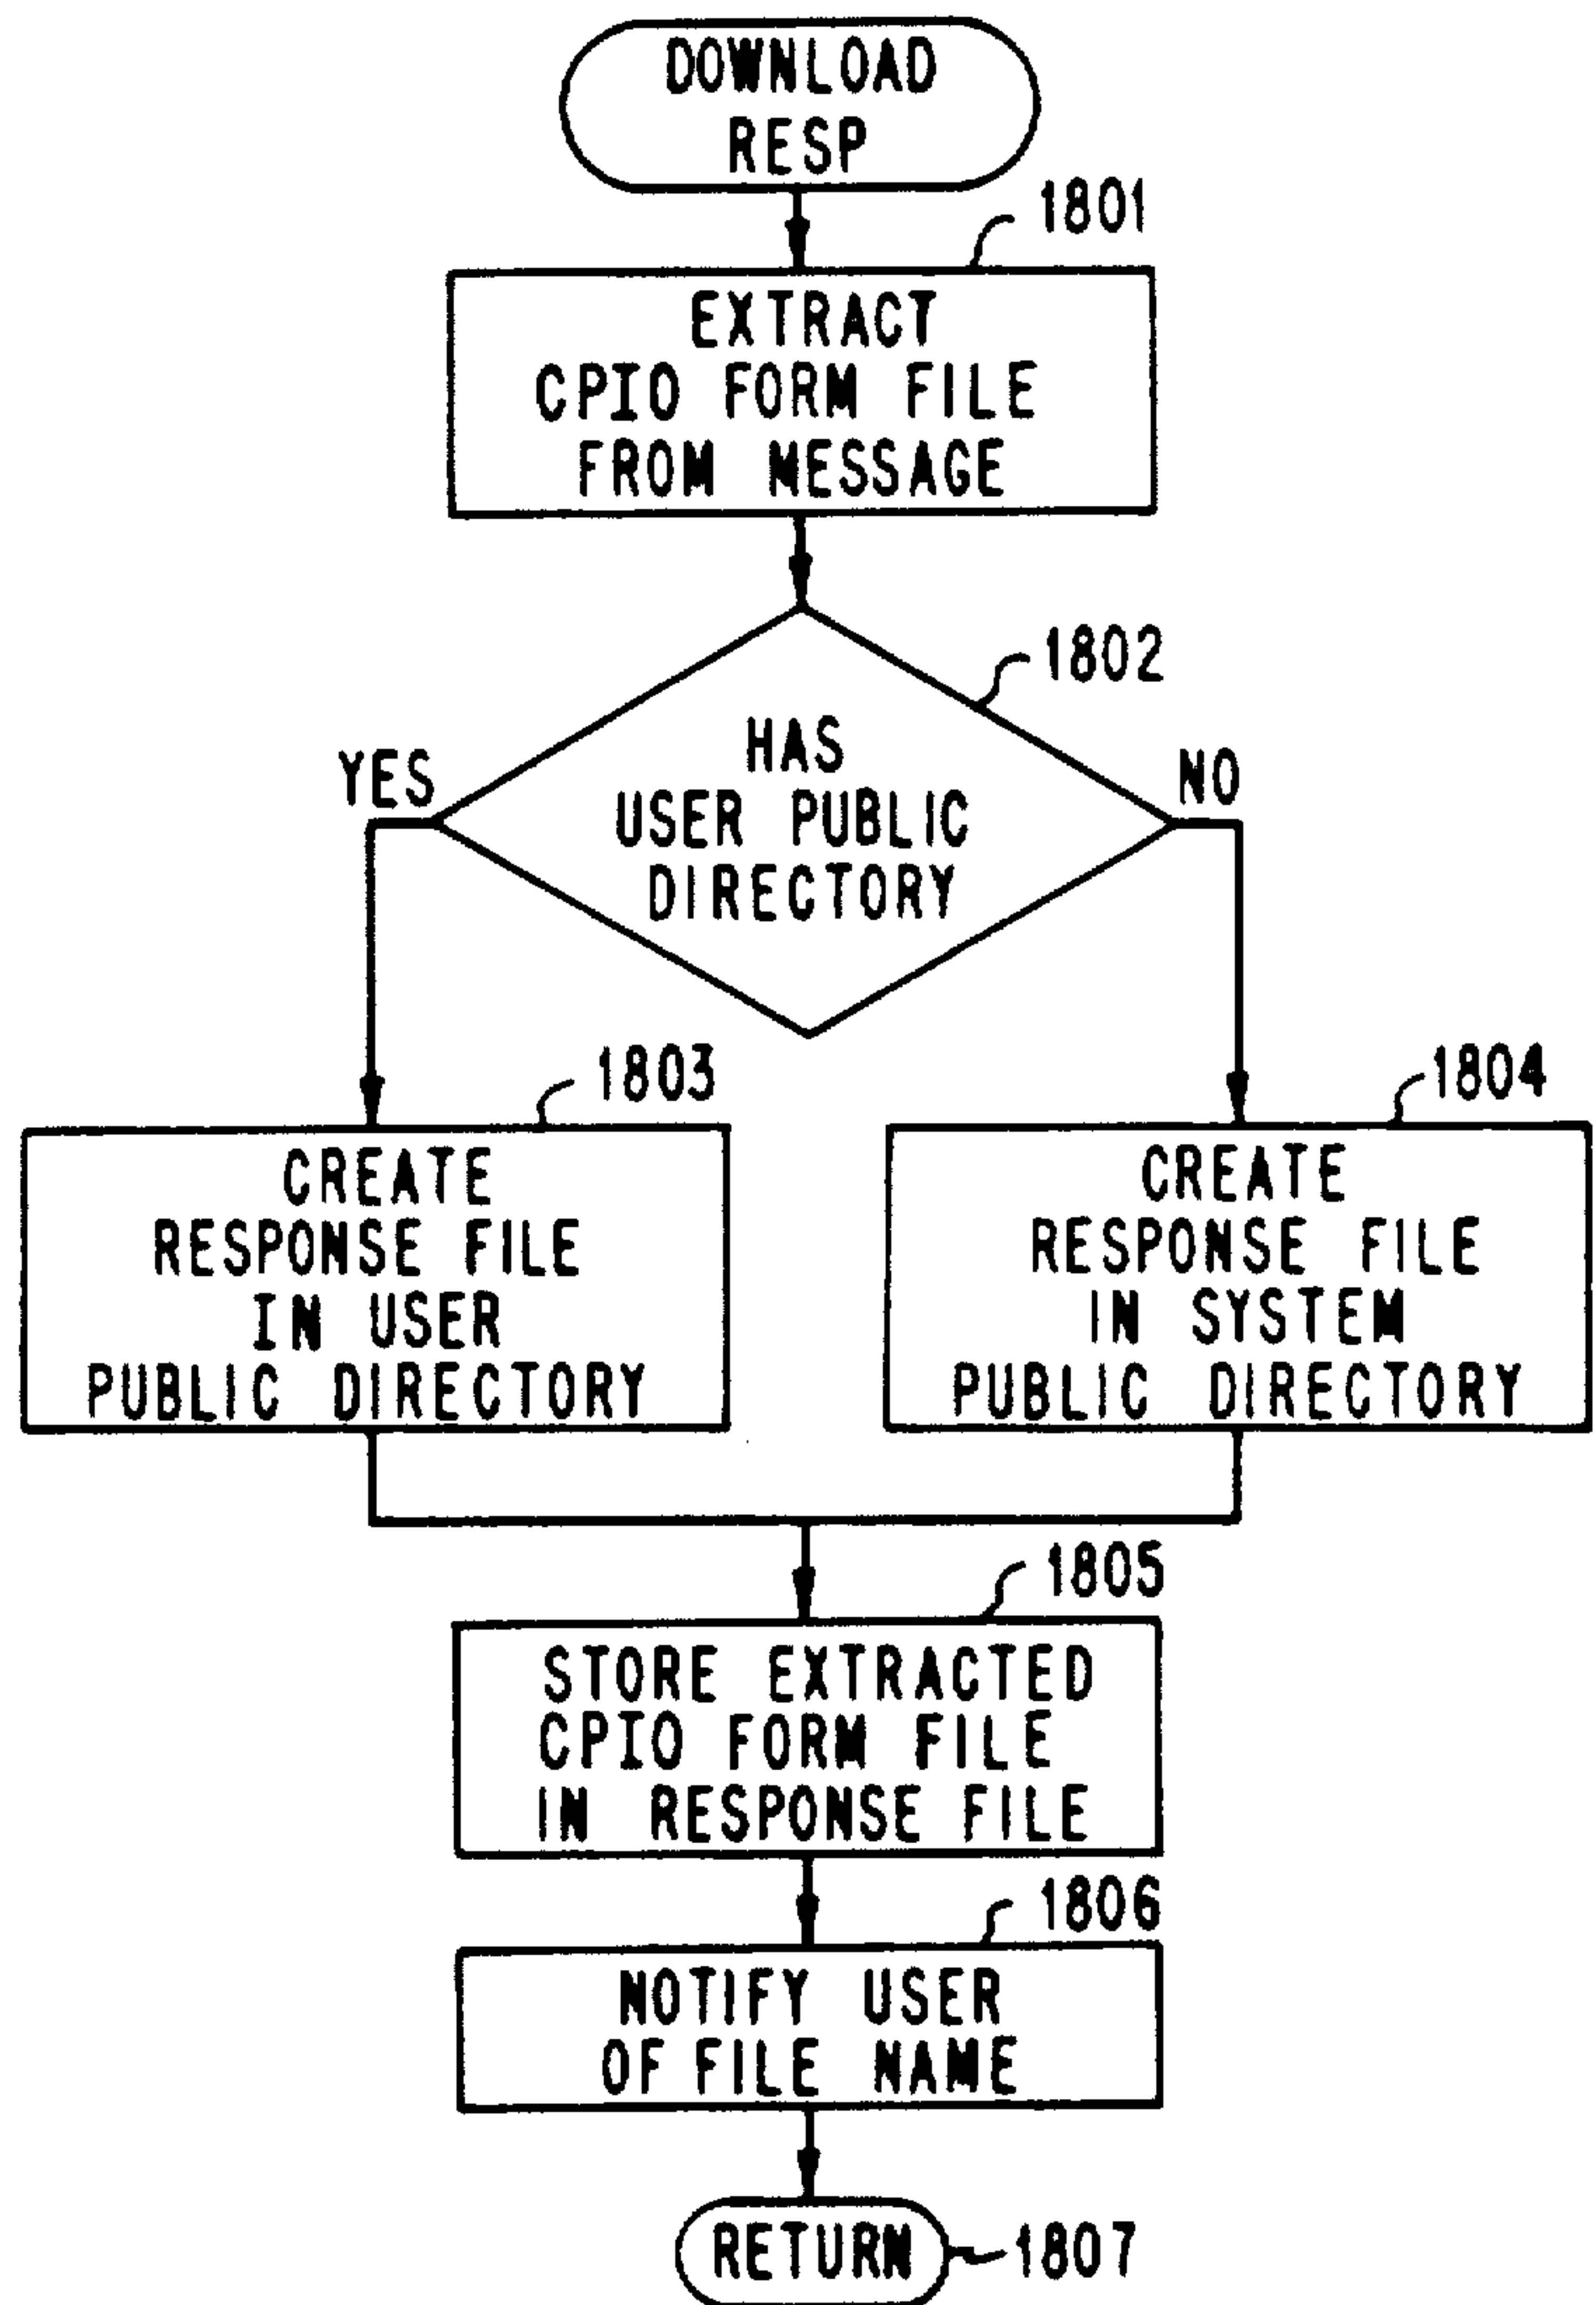 DOWNLOAD
RESP
1801
EXTRACT
CPIO FORM FILE
FROM MESSAGE
1802
HAS
USER PUBLIC
DIRECTORY
YES
NO
1803
CREATE
RESPONSE FILE
IN USER
PUBLIC DIRECTORY
1804
CREATE
RESPONSE FILE
IN SYSTEM
PUBLIC DIRECTORY
1805
STORE EXTRACTED
CPIO FORM FILE
IN RESPONSE FILE
1806
NOTIFY USER
OF FILE NAME
RETURN
1807